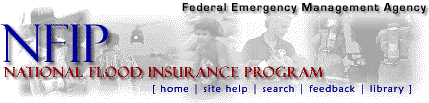 Federal Emergency Management Agency
NFIP
NATIONAL FLOOD INSURANCE PROGRAM
[ home | site help | search | feedback | library ]